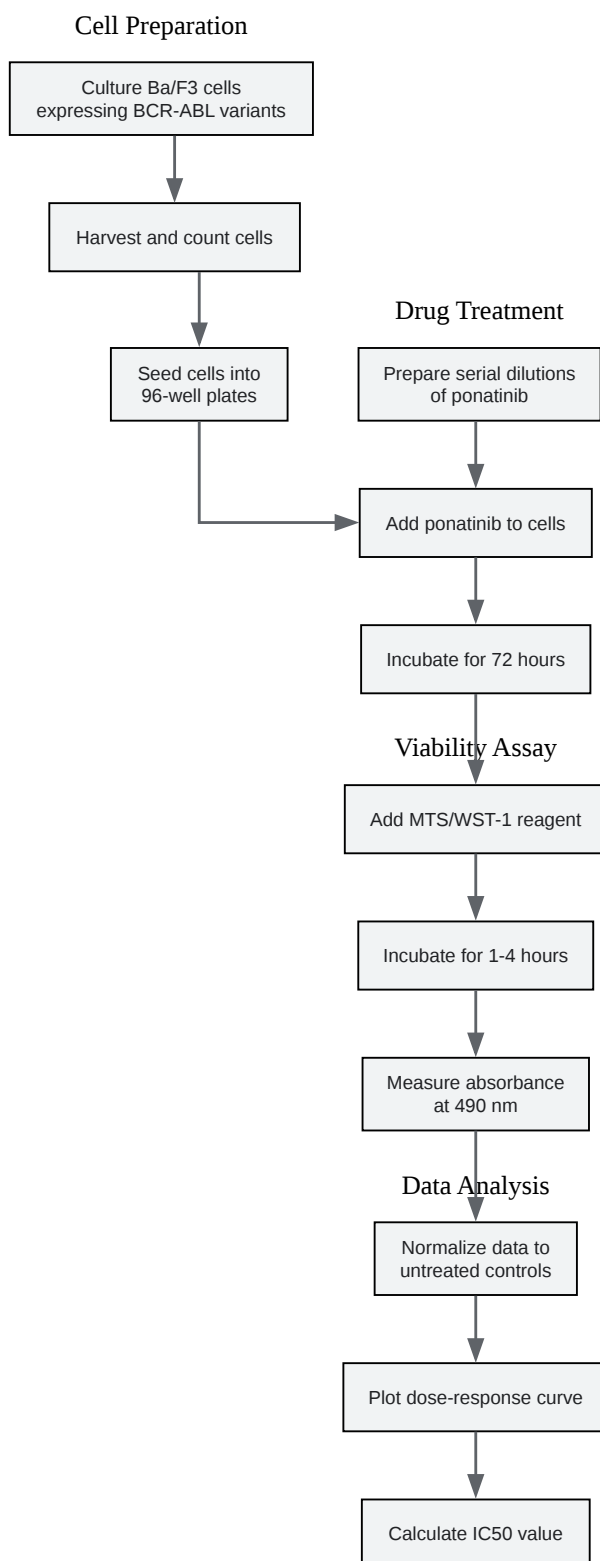 Cell Preparation
Culture Ba/F3 cells
expressing BCR-ABL variants
Harvest and count cells
Seed cells into
96-well plates
Drug Treatment
Prepare serial dilutions
of ponatinib
Add ponatinib to cells
Incubate for 72 hours
Viability Assay
Add MTS/WST-1 reagent
Incubate for 1-4 hours
Measure absorbance
at 490 nm
Data Analysis
Normalize data to
untreated controls
Plot dose-response curve
Calculate IC50 value